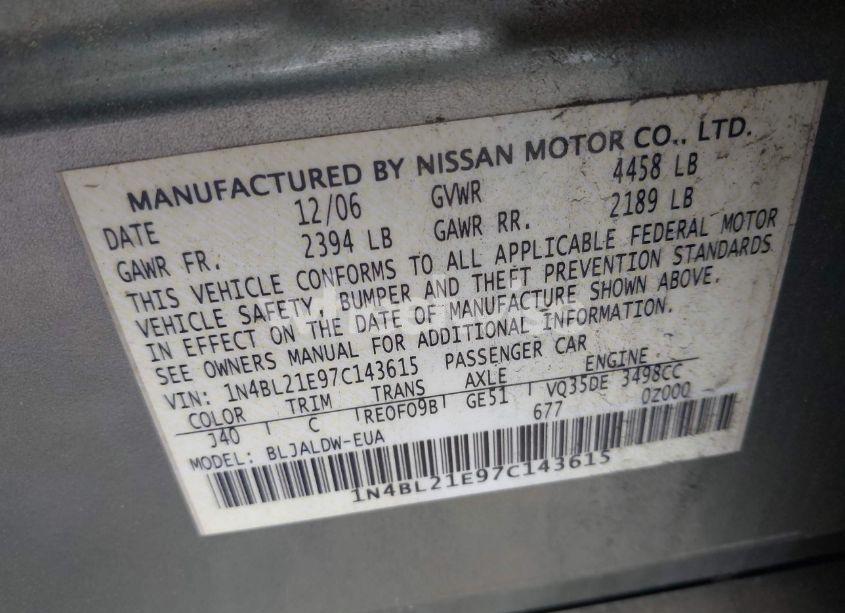 MANUFACTURED BY NISSAN MOTOR CO., LTD.
DATE 12/06 GVWR 4458 LB
GAWR FR. 2394 LB GAWR RR. 2189 LB
THIS VEHICLE CONFORMS TO ALL APPLICABLE FEDERAL MOTOR
VEHICLE SAFETY, BUMPER AND THEFT PREVENTION STANDARDS
IN EFFECT ON THE DATE OF MANUFACTURE SHOWN ABOVE.
SEE OWNERS MANUAL FOR ADDITIONAL INFORMATION.
VIN: 1N4BL21E97C143615 PASSENGER CAR
COLOR TRIM TRANS AXLE ENGINE
J40 C RE0F09B GE51 VQ35DE 3498CC
MODEL: BLJALDW-EUA 677 0Z000
1N4BL21E97C143615